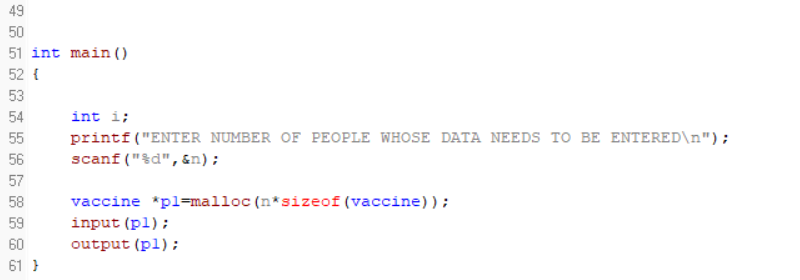 49
50
51 int main()
52 {
53
54 int i;
55 printf("ENTER NUMBER OF PEOPLE WHOSE DATA NEEDS TO BE ENTERED\n");
56 scanf("%d",&n);
57
58 vaccine *p1=malloc(n*sizeof(vaccine));
59 input(p1);
60 output(p1);
61 }